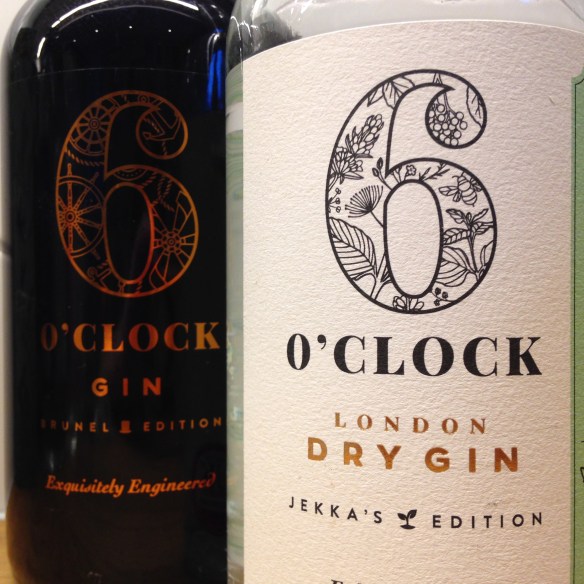 6
O'CLOCK
GIN
BRUNEL EDITION
Exquisitely Engineered
6
O'CLOCK
LONDON
DRY GIN
JEKKA'S EDITION